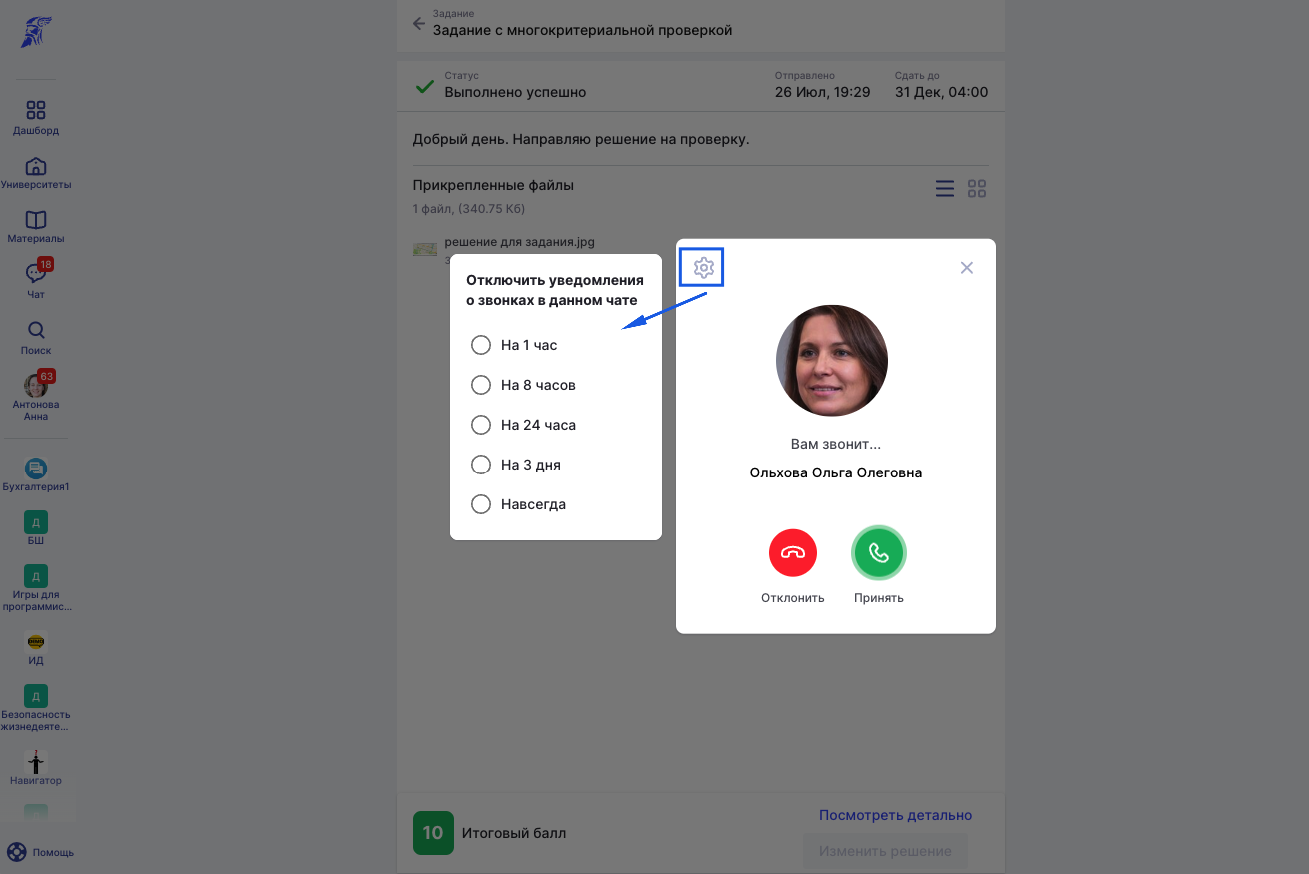 Дашборд
Университеты
Материалы
18
Чат
Поиск
63
Антонова
Анна
Бухгалтерия1
Д
БШ
Д
Игры для
программис...
ИД
Д
Безопасность
жизнедеяте...
Навигатор
Помощь
Задание
Задание с многокритериальной проверкой
Статус
Выполнено успешно
Отправлено
26 Июл, 19:29
Сдать до
31 Дек, 04:00
Добрый день. Направляю решение на проверку.
Прикрепленные файлы
1 файл, (340.75 Кб)
решение для задания.jpg
Отключить уведомления
о звонках в данном чате
На 1 час
На 8 часов
На 24 часа
На 3 дня
Навсегда
Вам звонит...
Ольхова Ольга Олеговна
Отклонить
Принять
10
Итоговый балл
Посмотреть детально
Изменить решение